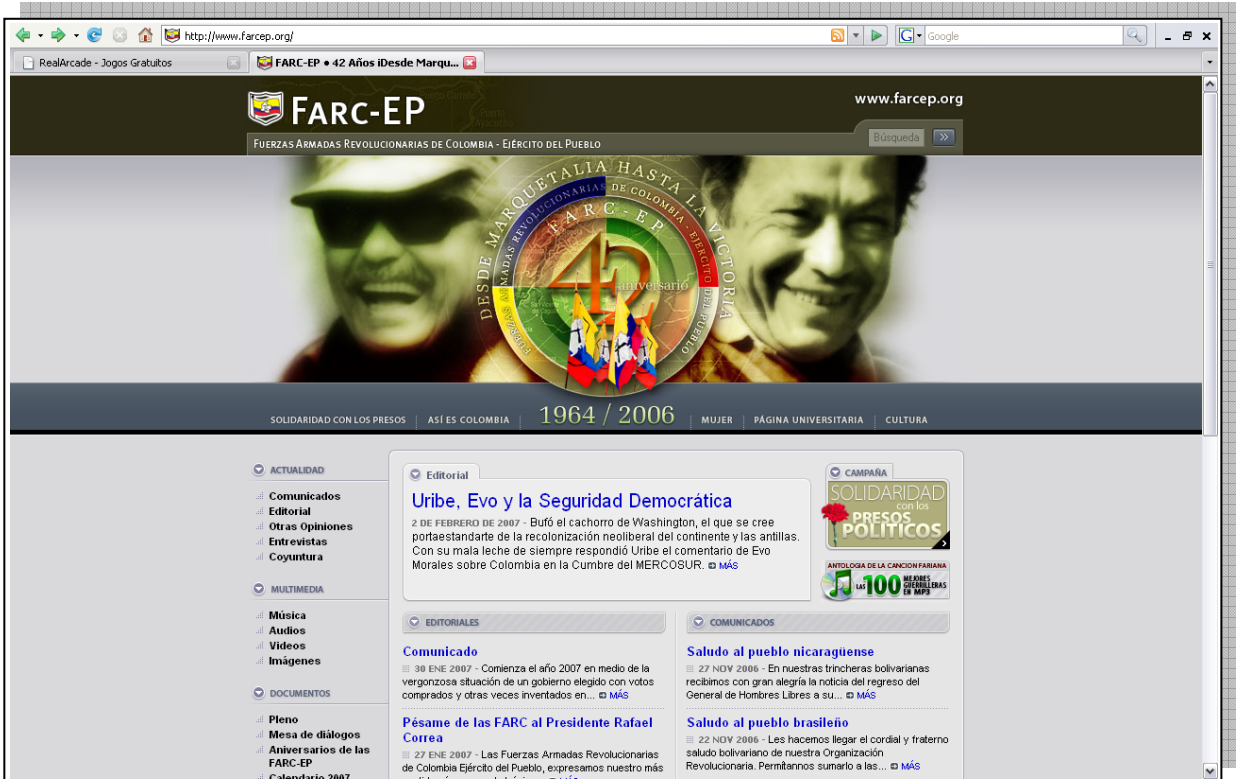 http://www.farcep.org/
Google
RealArcade - Jogos Gratuitos
FARC-EP • 42 Años iDesde Marqu...
FARC-EP
www.farcep.org
Búsqueda
FUERZAS ARMADAS REVOLUCIONARIAS DE COLOMBIA - EJÉRCITO DEL PUEBLO
DESDE MARQUETALIA HASTA LA VICTORIA
FUERZAS ARMADAS REVOLUCIONARIAS DE COLOMBIA - EJERCITO DEL PUEBLO
FARC-EP
42
aniversario
SOLIDARIDAD CON LOS PRESOS
ASÍ ES COLOMBIA
1964 / 2006
MUJER
PÁGINA UNIVERSITARIA
CULTURA
ACTUALIDAD
Comunicados
Editorial
Otras Opiniones
Entrevistas
Coyuntura
MULTIMEDIA
Música
Audios
Videos
Imágenes
DOCUMENTOS
Pleno
Mesa de diálogos
Aniversarios de las
FARC-EP
Calendario 2007
Editorial
Uribe, Evo y la Seguridad Democrática
2 DE FEBRERO DE 2007 - Bufó el cachorro de Washington, el que se cree
portaestandarte de la recolonización neoliberal del continente y las antillas.
Con su mala leche de siempre respondió Uribe el comentario de Evo
Morales sobre Colombia en la Cumbre del MERCOSUR. MÁS
CAMPAÑA
SOLIDARIDAD
con los
PRESOS
POLÍTICOS
ANTOLOGIA DE LA CANCION FARIANA
LAS 100 MEJORES
GUERRILLERAS
EN MP3
EDITORIALES
Comunicado
30 ENE 2007 - Comienza el año 2007 en medio de la
vergonzosa situación de un gobierno elegido con votos
comprados y otras veces inventados en... MÁS
Pésame de las FARC al Presidente Rafael
Correa
27 ENE 2007 - Las Fuerzas Armadas Revolucionarias
de Colombia Ejército del Pueblo, expresamos nuestro más
COMUNICADOS
Saludo al pueblo nicaragüense
27 NOV 2006 - En nuestras trincheras bolivarianas
recibimos con gran alegría la noticia del regreso del
General de Hombres Libres a su... MÁS
Saludo al pueblo brasileño
22 NOV 2006 - Les hacemos llegar el cordial y fraterno
saludo bolivariano de nuestra Organización
Revolucionaria. Permítannos sumarlo a las... MÁS